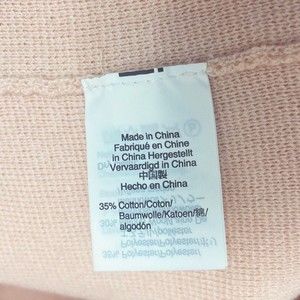 Made in China
Fabriqué en Chine
in China Hergestellt
Vervaardigd in China
中国製
Hecho en China
35% Cotton/Coton/
Baumwolle/Katoen/綿/
algodón